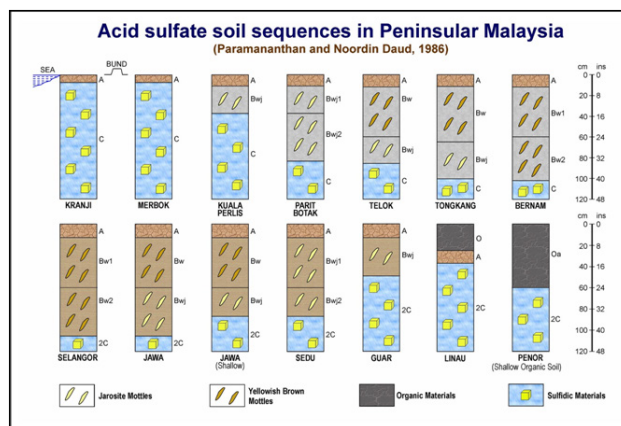 Acid sulfate soil sequences in Peninsular Malaysia
(Paramananthan and Noordin Daud, 1986)
SEA BUND cm ins
A A A A A A A 0 0
Bwj Bwj1 Bw Bw Bw1 20 8
Bwj2 40 16
C C C 60 24
Bwj Bwj Bw2 80 32
C C C C 100 40
120 48
KRANJI MERBOK KUALA PERLIS PARIT BOTAK TELOK TONGKANG BERNAM
cm ins
A A A A A O Oa 0 0
Bw1 Bw Bw Bwj1 Bwj A 20 8
40 16
Bw2 Bwj Bwj Bwj2 2C 2C 60 24
2C 80 32
2C 2C 2C 2C 100 40
120 48
SELANGOR JAWA JAWA SEDU GUAR LINAU PENOR
(Shallow) (Shallow Organic Soil)
Jarosite Mottles Yellowish Brown Mottles Organic Materials Sulfidic Materials